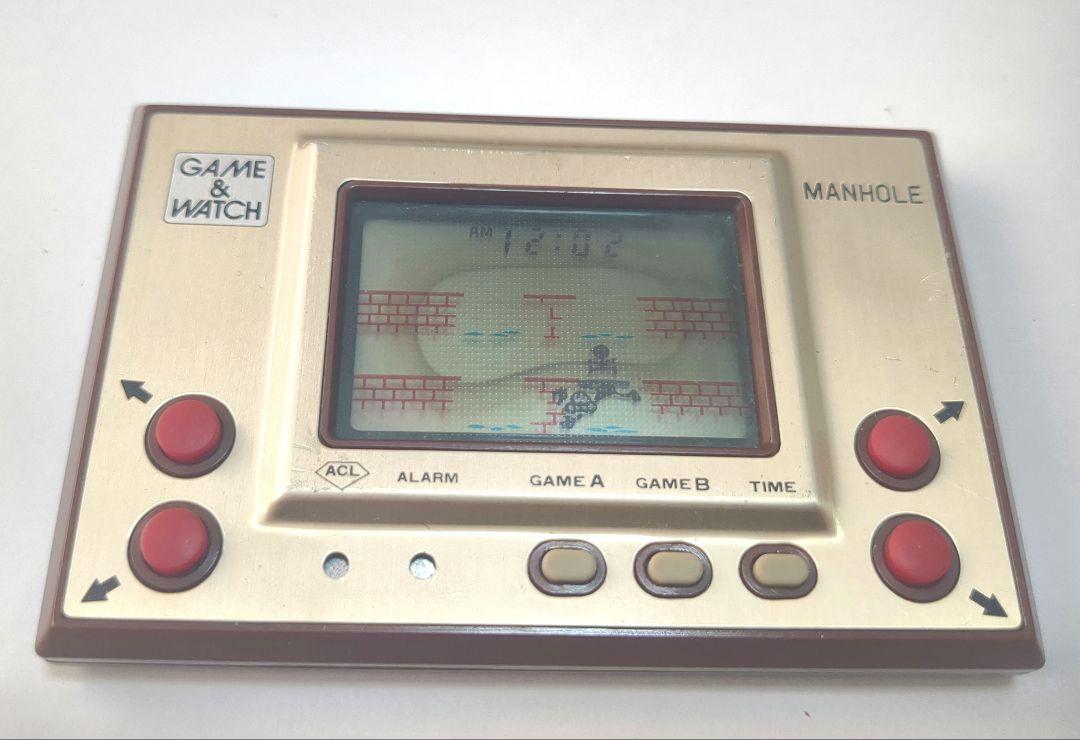 GAME
&
WATCH
MANHOLE
AM 12:02
ACL
ALARM
GAME A
GAME B
TIME